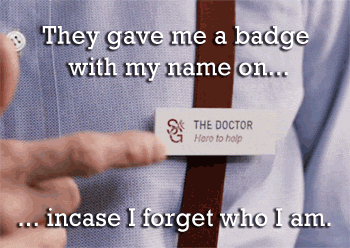 They gave me a badge
with my name on...
S&G
THE DOCTOR
Here to help
... incase I forget who I am.